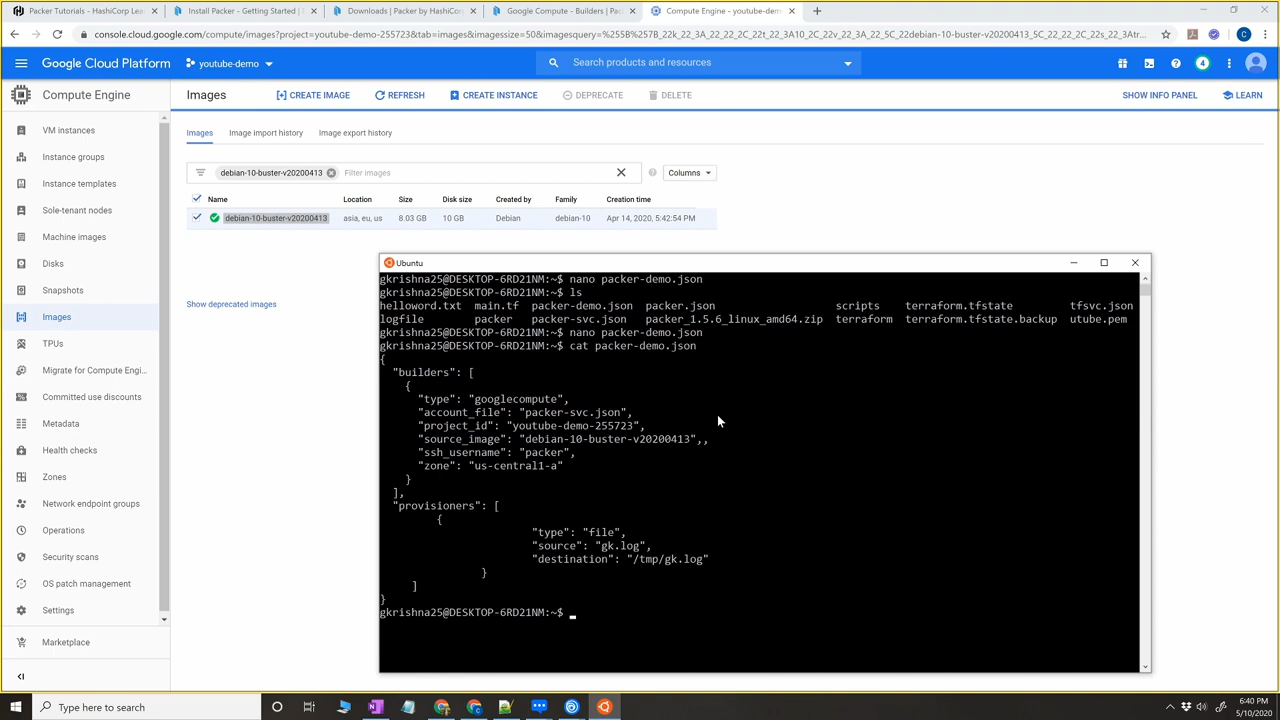 Packer Tutorials - HashiCorp Lea
Install Packer - Getting Started |
Downloads | Packer by HashiCorp
Google Compute - Builders | Pac
Compute Engine - youtube-demo
console.cloud.google.com/compute/images?project=youtube-demo-255723&tab=images&imagessize=50&imagesquery=%255B%257B_22k_22_3A_22_22_2C_22t_22_3A10_2C_22v_22_3A_22_5C_22debian-10-buster-v20200413_5C_22_22_2C_22s_22_3Atr...
Google Cloud Platform
youtube-demo
Search products and resources
4
Compute Engine
Images
CREATE IMAGE
REFRESH
CREATE INSTANCE
DEPRECATE
DELETE
SHOW INFO PANEL
LEARN
VM instances
Instance groups
Instance templates
Sole-tenant nodes
Machine images
Disks
Snapshots
Images
TPUs
Migrate for Compute Engi...
Committed use discounts
Metadata
Health checks
Zones
Network endpoint groups
Operations
Security scans
OS patch management
Settings
Marketplace
Images Image import history Image export history
debian-10-buster-v20200413 Filter images Columns
Name Location Size Disk size Created by Family Creation time
debian-10-buster-v20200413 asia, eu, us 8.03 GB 10 GB Debian debian-10 Apr 14, 2020, 5:42:54 PM
Show deprecated images
Ubuntu
gkrishna25@DESKTOP-6RD21NM:~$ nano packer-demo.json
gkrishna25@DESKTOP-6RD21NM:~$ ls
helloword.txt main.tf packer-demo.json packer.json scripts terraform.tfstate tfsvc.json
logfile packer packer-svc.json packer_1.5.6_linux_amd64.zip terraform terraform.tfstate.backup utube.pem
gkrishna25@DESKTOP-6RD21NM:~$ nano packer-demo.json
gkrishna25@DESKTOP-6RD21NM:~$ cat packer-demo.json
{
"builders": [
{
"type": "googlecompute",
"account_file": "packer-svc.json",
"project_id": "youtube-demo-255723",
"source_image": "debian-10-buster-v20200413",,
"ssh_username": "packer",
"zone": "us-central1-a"
}
],
"provisioners": [
{
"type": "file",
"source": "gk.log",
"destination": "/tmp/gk.log"
}
]
}
gkrishna25@DESKTOP-6RD21NM:~$
Type here to search
6:40 PM
5/10/2020